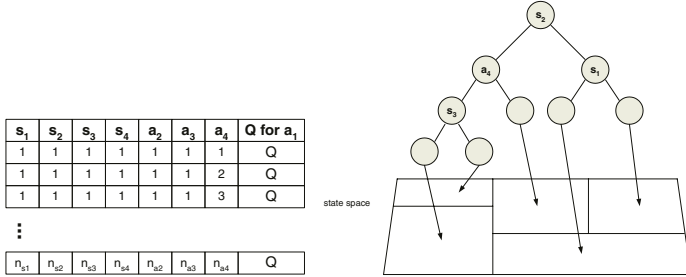 s1 s2 s3 s4 a2 a3 a4 Q for a1
1 1 1 1 1 1 1 Q
1 1 1 1 1 1 2 Q
1 1 1 1 1 1 3 Q
⋮
ns1 ns2 ns3 ns4 na2 na3 na4 Q
s2
a4 s1
s3
state space